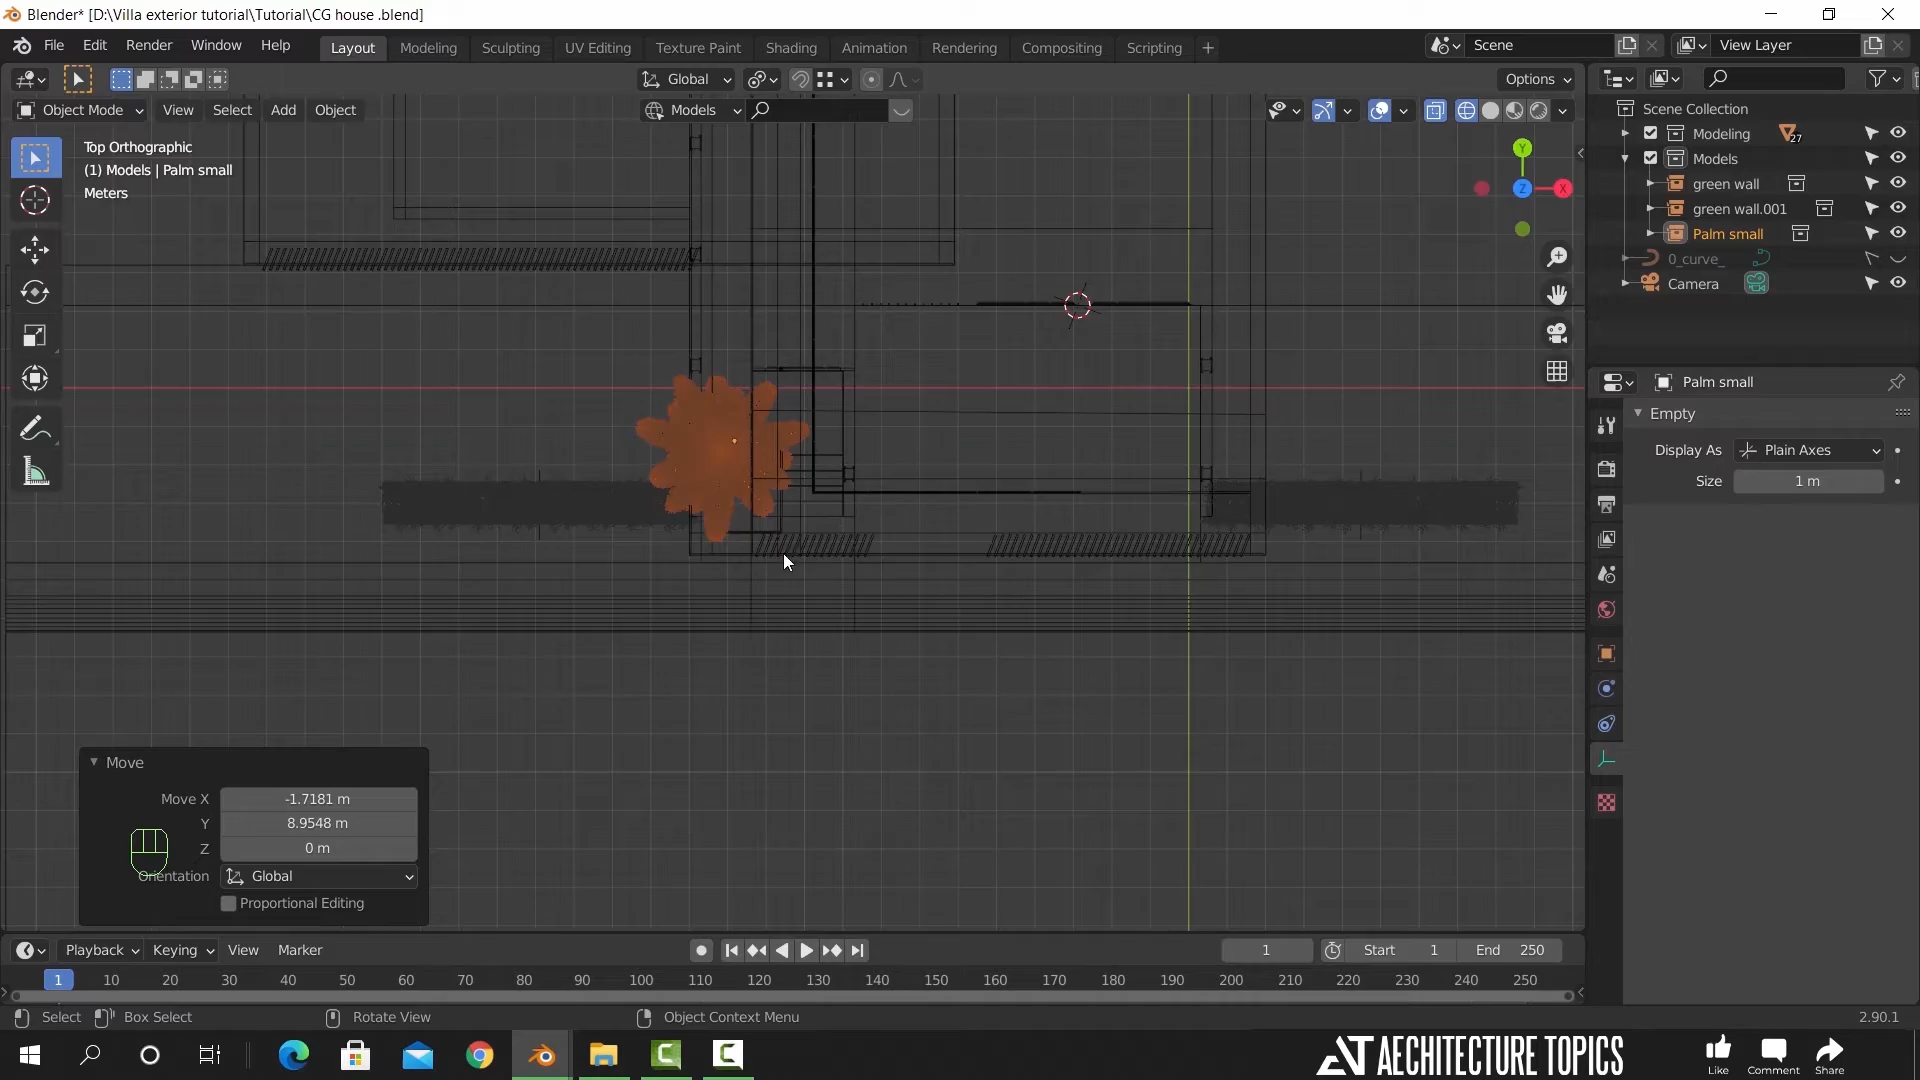 Blender* [D:\Villa exterior tutorial\Tutorial\CG house .blend]
File Edit Render Window Help Layout Modeling Sculpting UV Editing Texture Paint Shading Animation Rendering Compositing Scripting + Scene View Layer
Global Options
Object Mode View Select Add Object Models
Top Orthographic
(1) Models | Palm small
Meters
Y
X
Z
Scene Collection
Modeling 27
Models
green wall
green wall.001
Palm small
0_curve_
Camera
Palm small
Empty
Display As Plain Axes
Size 1 m
Move
Move X -1.7181 m
Y 8.9548 m
Z 0 m
Orientation Global
Proportional Editing
Playback Keying View Marker 1 Start 1 End 250
1 10 20 30 40 50 60 70 80 90 100 110 120 130 140 150 160 170 180 190 200 210 220 230 240 250
Select Box Select Rotate View Object Context Menu 2.90.1
AT AECHITECTURE TOPICS
Like Comment Share